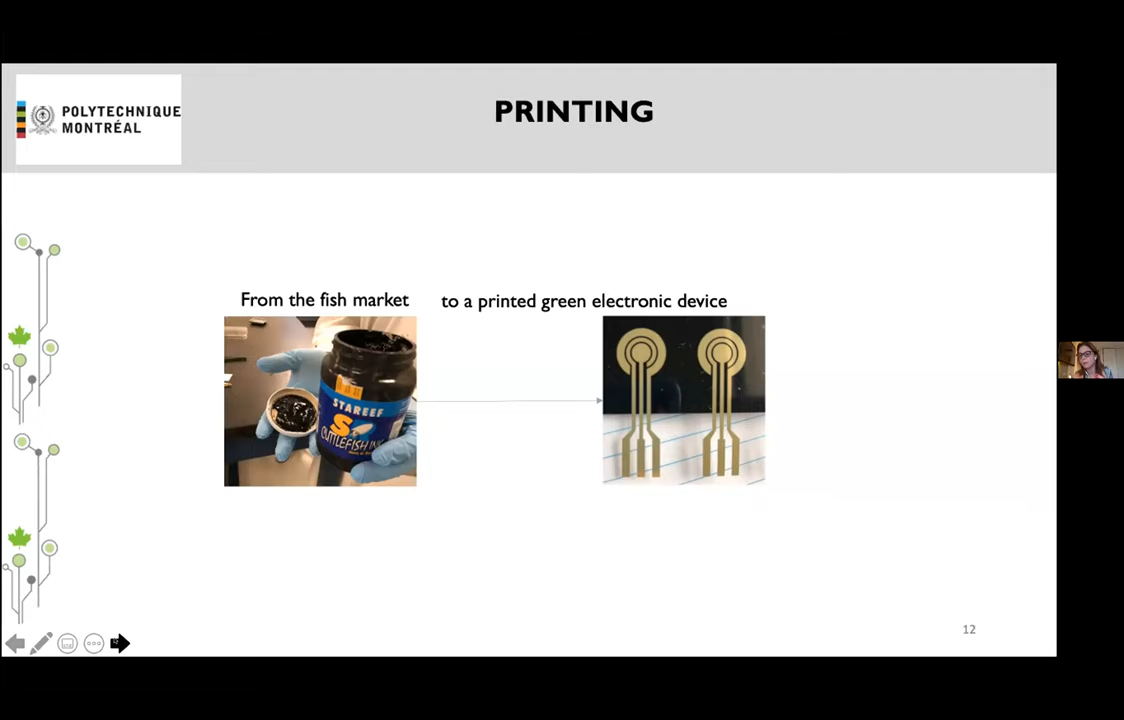 POLYTECHNIQUE
MONTRÉAL
PRINTING
From the fish market
to a printed green electronic device
STAREEF
CUTTLEFISH INK
12